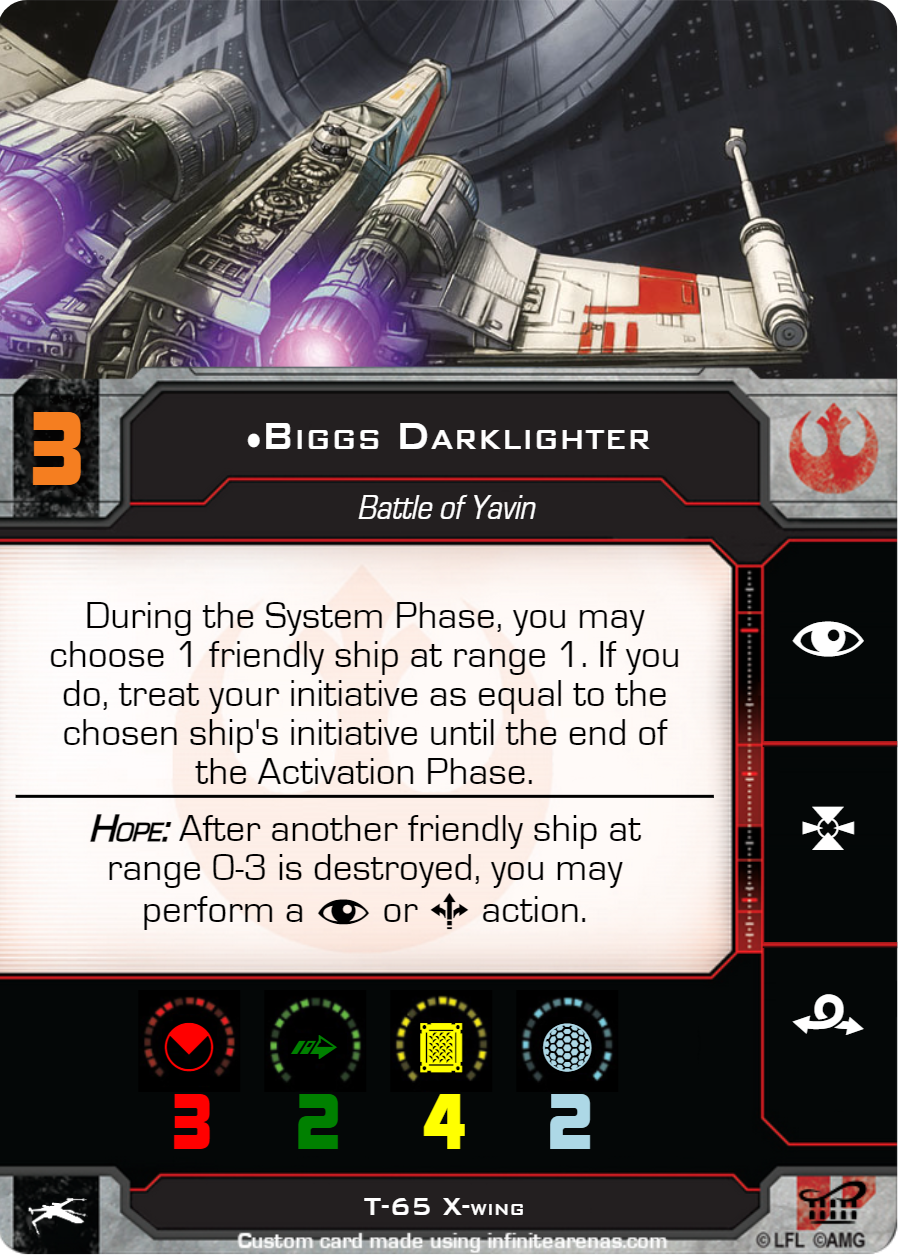 3
•Biggs Darklighter
Battle of Yavin
During the System Phase, you may
choose 1 friendly ship at range 1. If you
do, treat your initiative as equal to the
chosen ship's initiative until the end of
the Activation Phase.
Hope: After another friendly ship at
range 0-3 is destroyed, you may
perform a or action.
3 2 4 2
T-65 X-wing
Custom card made using infinitearenas.com
© LFL ©AMG